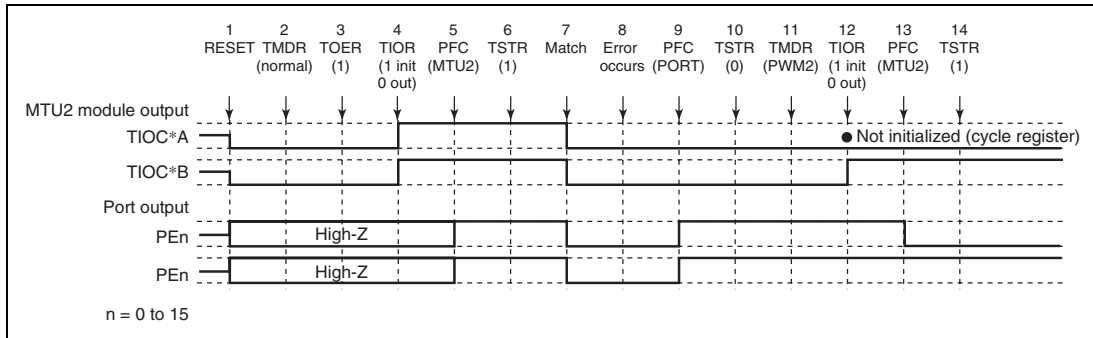 1 2 3 4 5 6 7 8 9 10 11 12 13 14
RESET TMDR TOER TIOR PFC TSTR Match Error PFC TSTR TMDR TIOR PFC TSTR
(normal) (1) (1 init (MTU2) (1) occurs (PORT) (0) (PWM2) (1 init (MTU2) (1)
0 out) 0 out)
MTU2 module output
TIOC*A
● Not initialized (cycle register)
TIOC*B
Port output
PEn High-Z
PEn High-Z
n = 0 to 15